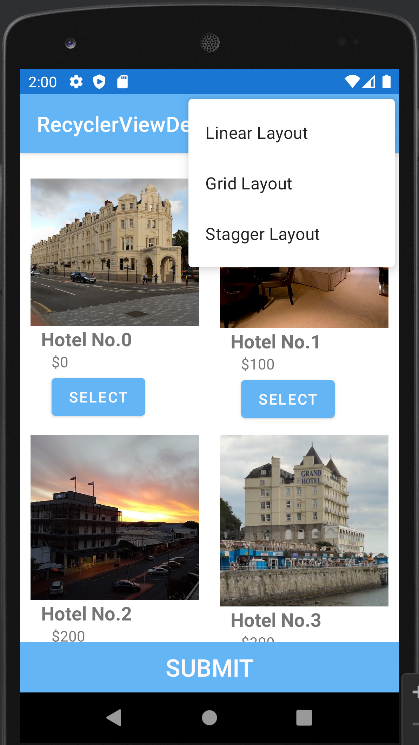 2:00
RecyclerViewDe
Linear Layout
Grid Layout
Stagger Layout
Hotel No.0
$0
SELECT
Hotel No.1
$100
SELECT
GRAND
HOTEL
Hotel No.2
$200
Hotel No.3
SUBMIT